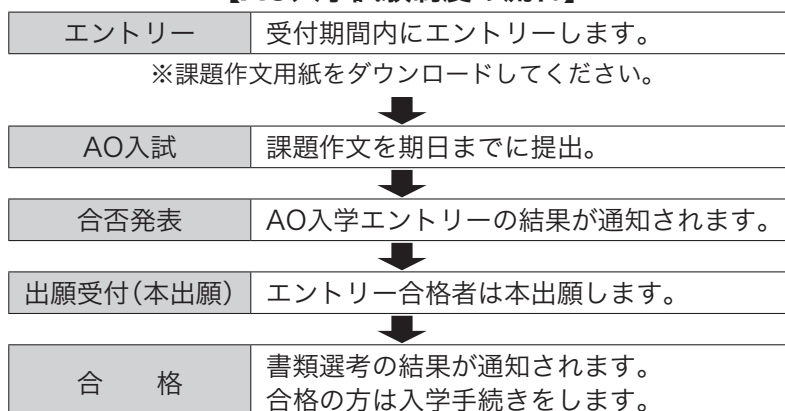 エントリー 受付期間内にエントリーします。
※課題作文用紙をダウンロードしてください。
AO入試 課題作文を期日までに提出。
合否発表 AO入学エントリーの結果が通知されます。
出願受付(本出願) エントリー合格者は本出願します。
合　格 書類選考の結果が通知されます。
合格の方は入学手続きをします。